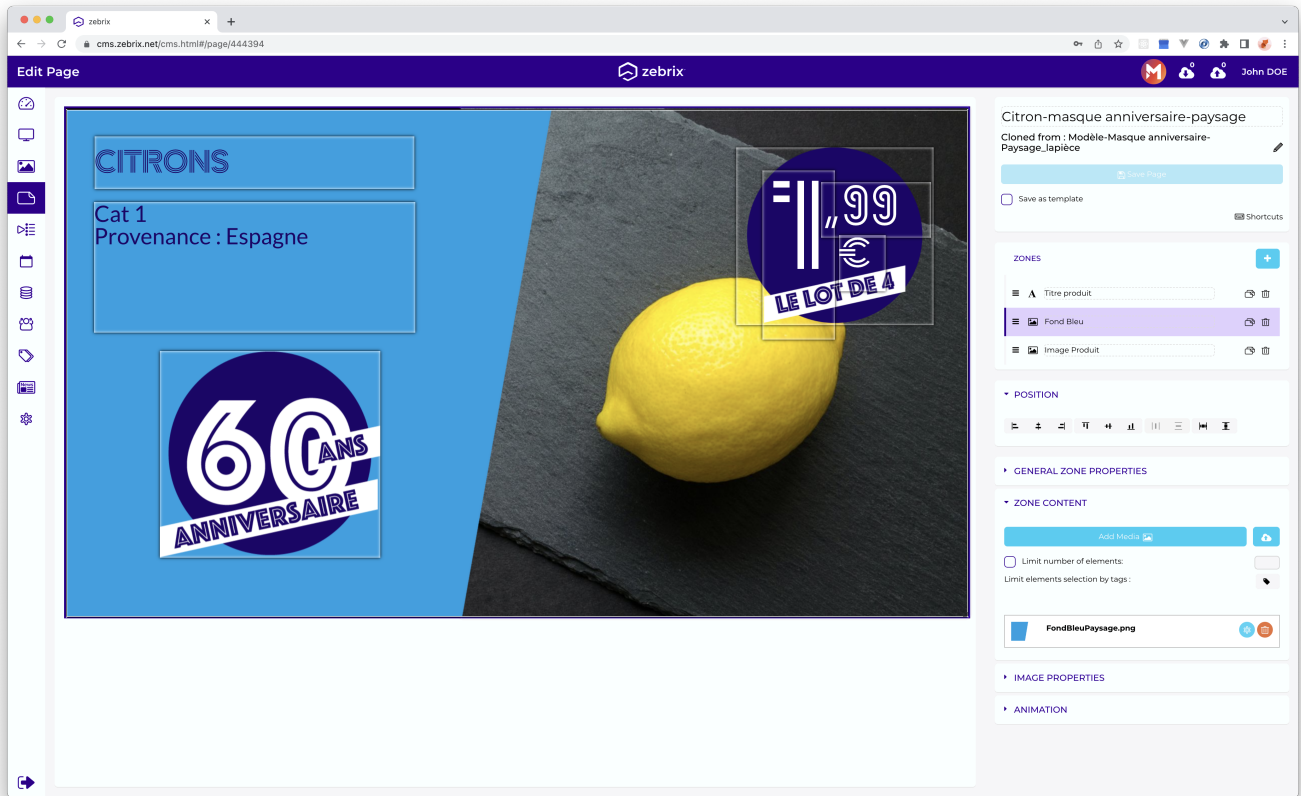 zebrix
cms.zebrix.net/cms.html#/page/444394
Edit Page
zebrix
0
0
John DOE
CITRONS
Cat 1
Provenance : Espagne
60
ANS
ANNIVERSAIRE
1,,99
€
LE LOT DE 4
Citron-masque anniversaire-paysage
Cloned from : Modèle-Masque anniversaire-
Paysage_lapièce
Save Page
Save as template
Shortcuts
ZONES
+
A Titre produit
Fond Bleu
Image Produit
POSITION
GENERAL ZONE PROPERTIES
ZONE CONTENT
Add Media
Limit number of elements:
Limit elements selection by tags :
FondBleuPaysage.png
IMAGE PROPERTIES
ANIMATION